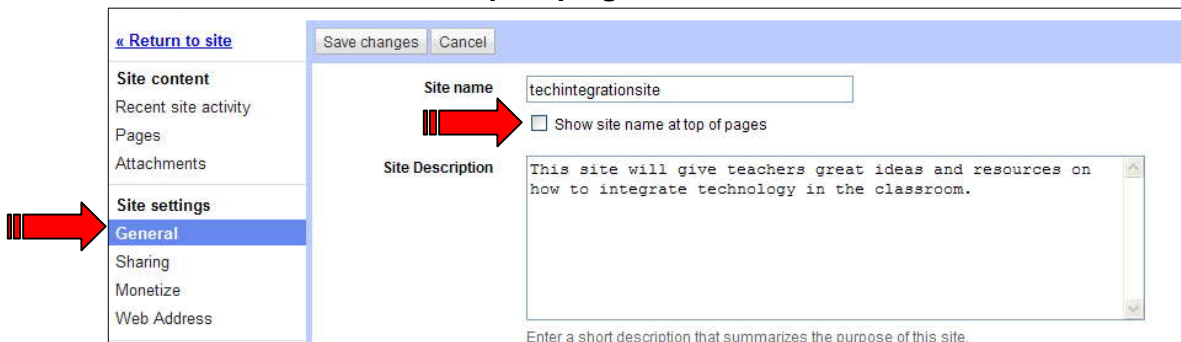 « Return to site
Save changes Cancel
Site content
Recent site activity
Pages
Attachments
Site settings
General
Sharing
Monetize
Web Address
Site name
techintegrationsite
Show site name at top of pages
Site Description
This site will give teachers great ideas and resources on
how to integrate technology in the classroom.
Enter a short description that summarizes the purpose of this site.